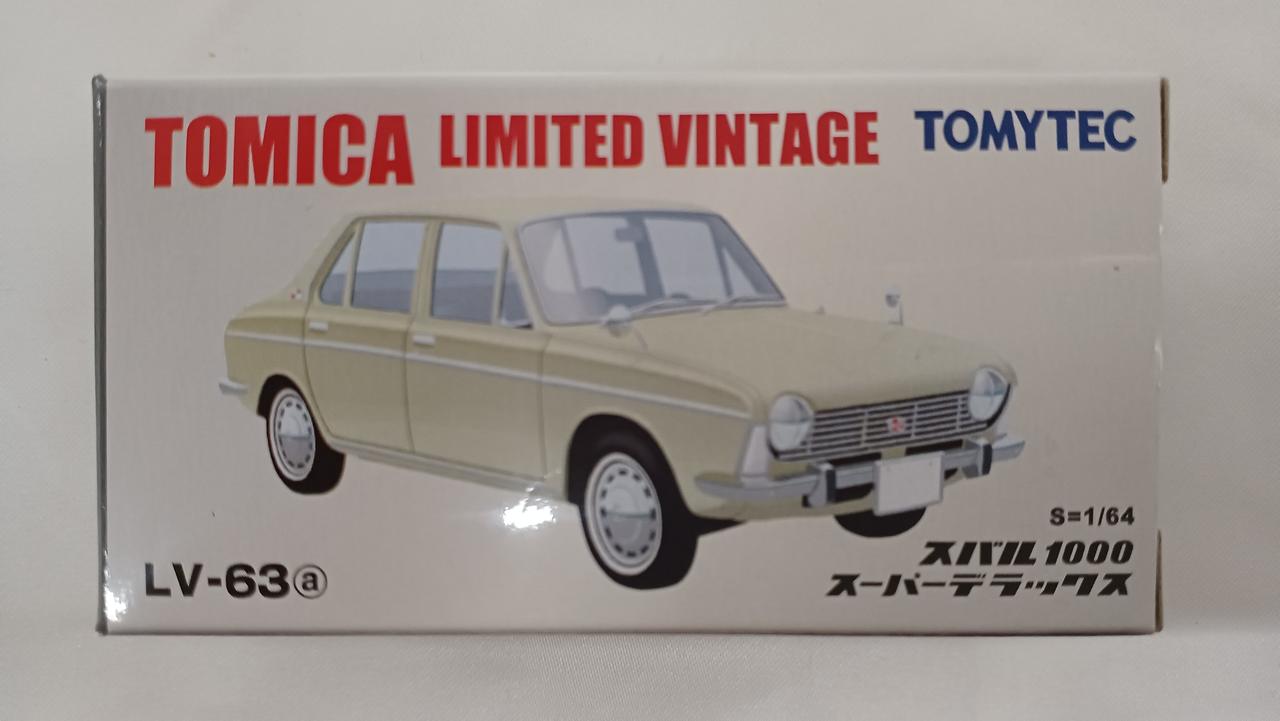 TOMICA LIMITED VINTAGE TOMYTEC
S=1/64
スバル1000
スーパーデラックス
LV-63ⓐ